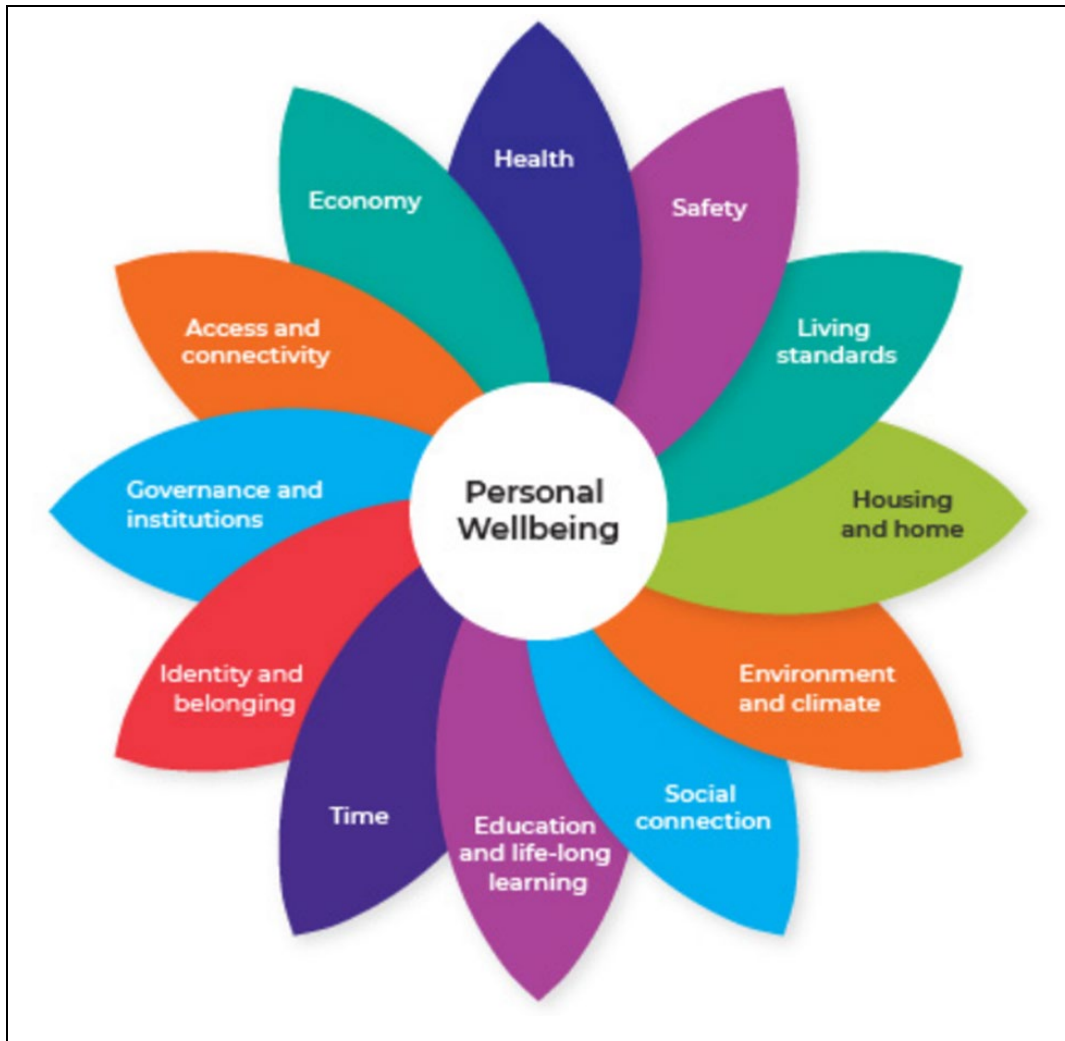 Health
Safety
Living
standards
Housing
and home
Environment
and climate
Social
connection
Education
and life-long
learning
Time
Identity and
belonging
Governance and
institutions
Access and
connectivity
Economy
Personal
Wellbeing